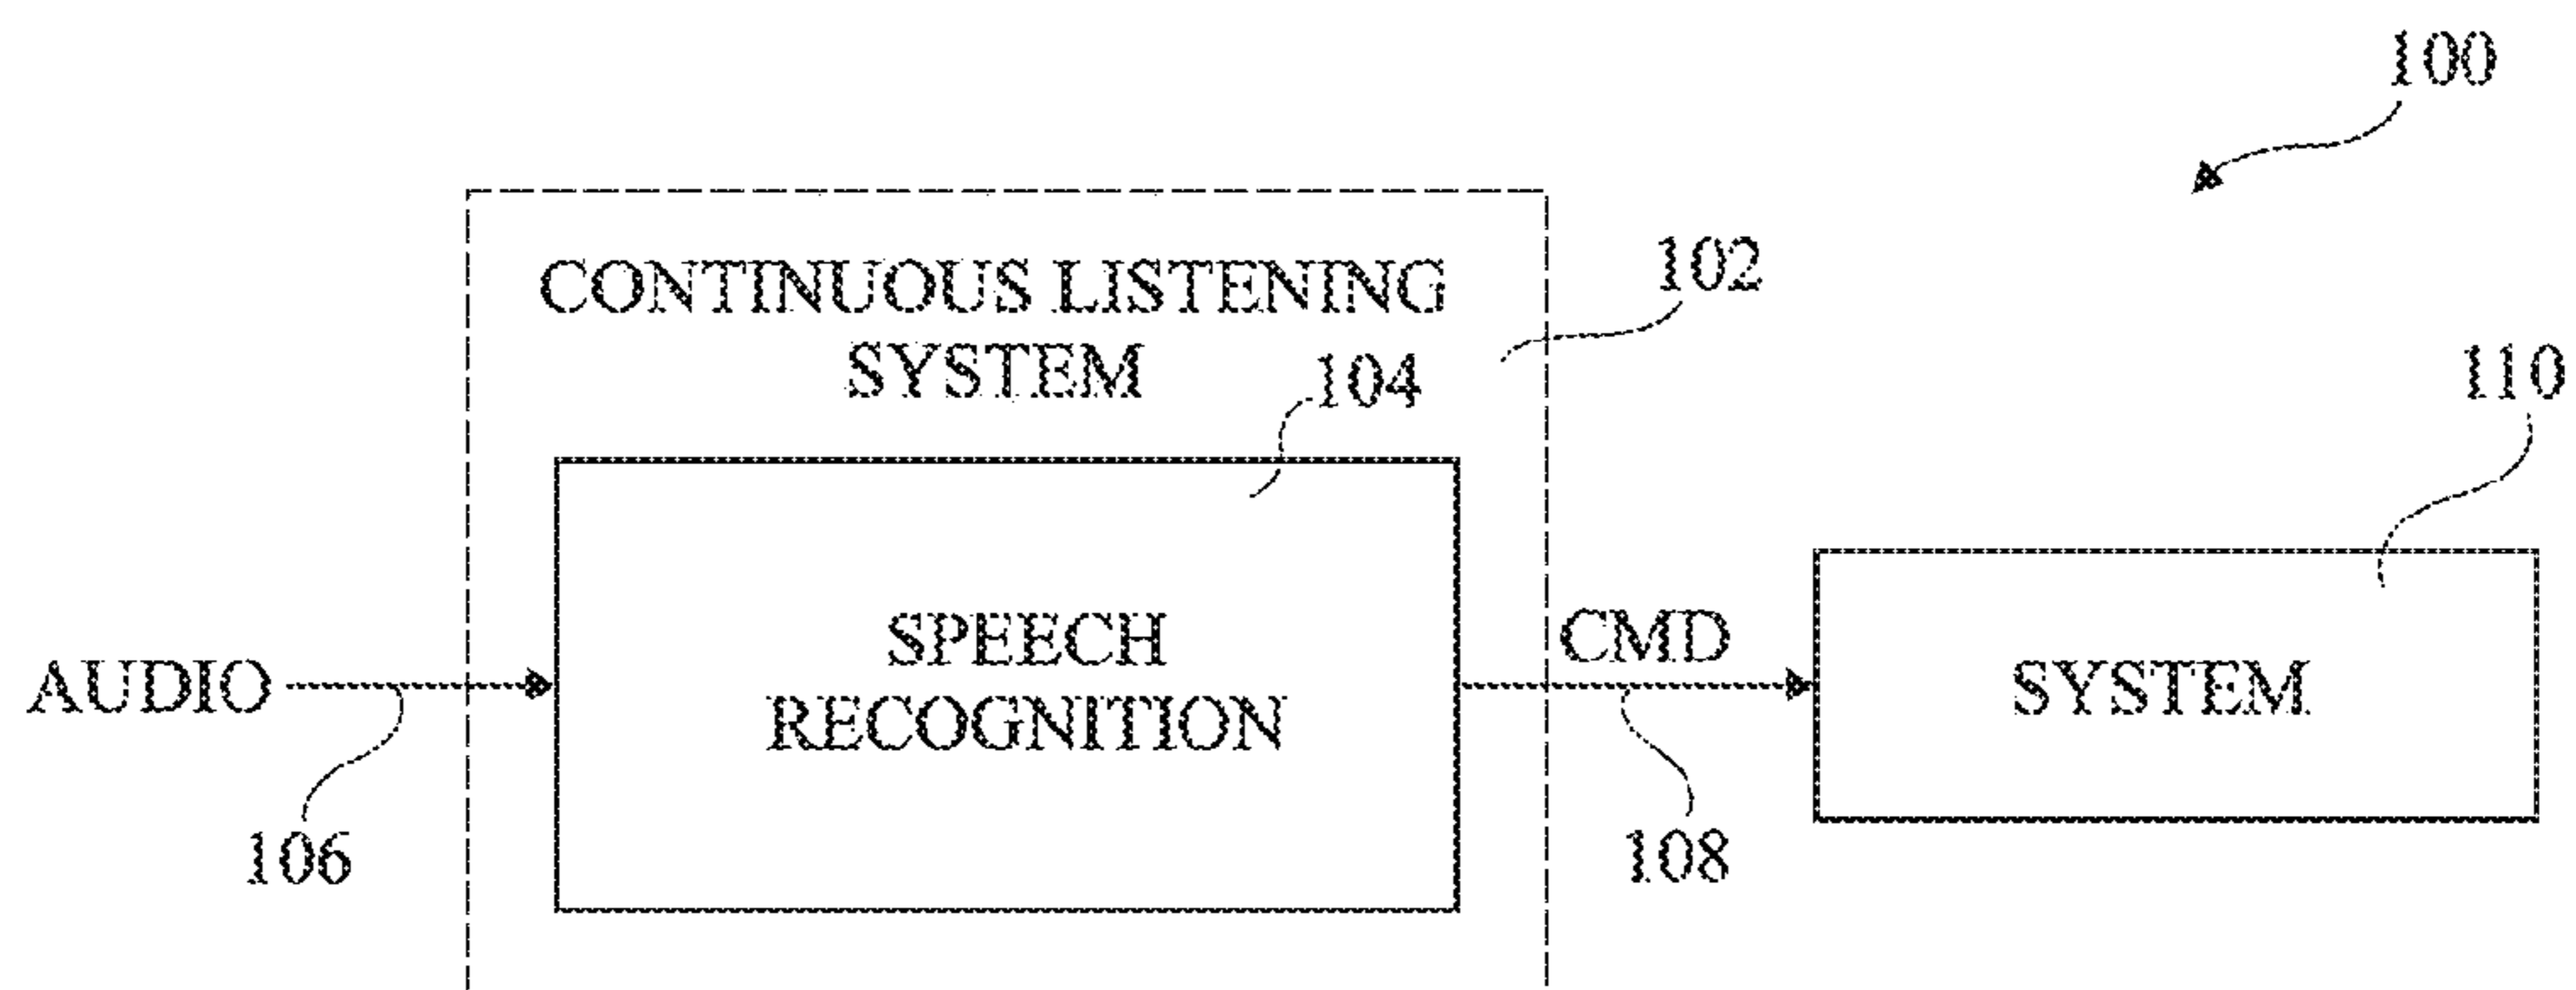 100
CONTINUOUS LISTENING
SYSTEM
102
104
110
SPEECH
RECOGNITION
AUDIO
CMD
SYSTEM
106
108